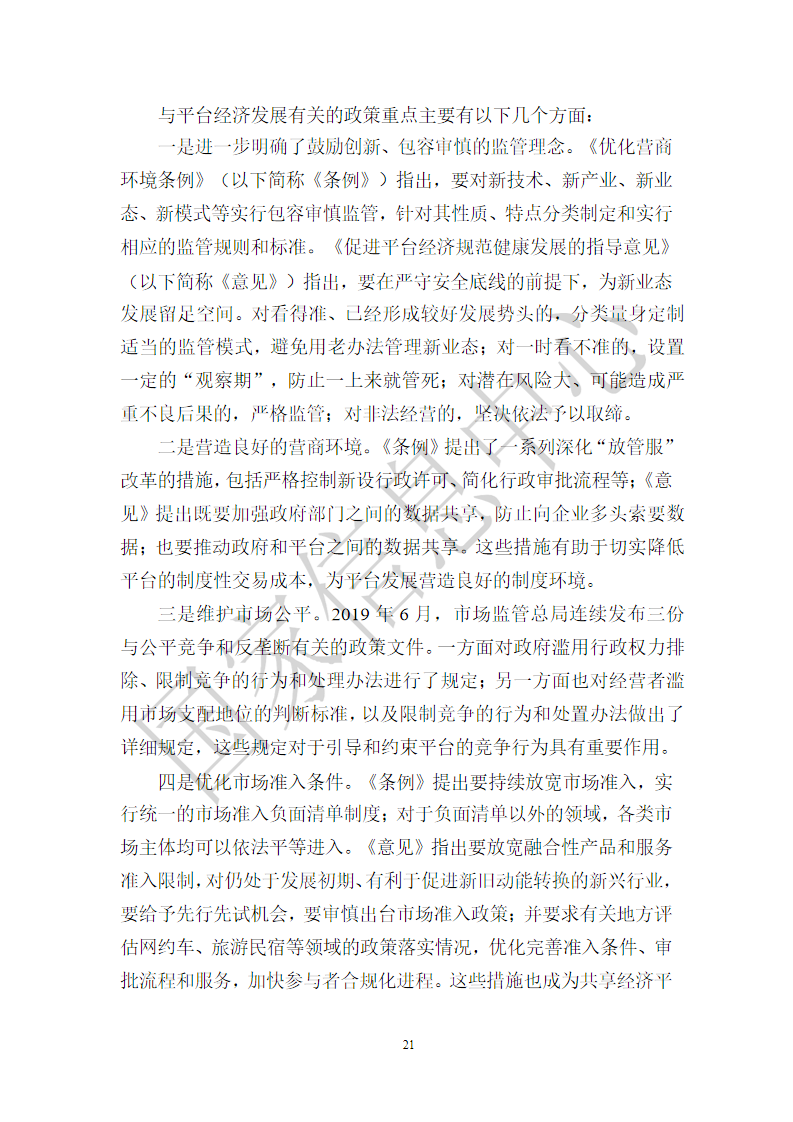 与平台经济发展有关的政策重点主要有以下几个方面：
一是进一步明确了鼓励创新、包容审慎的监管理念。《优化营商
环境条例》（以下简称《条例》）指出，要对新技术、新产业、新业
态、新模式等实行包容审慎监管，针对其性质、特点分类制定和实行
相应的监管规则和标准。《促进平台经济规范健康发展的指导意见》
（以下简称《意见》）指出，要在严守安全底线的前提下，为新业态
发展留足空间。对看得准、已经形成较好发展势头的，分类量身定制
适当的监管模式，避免用老办法管理新业态；对一时看不准的，设置
一定的“观察期”，防止一上来就管死；对潜在风险大、可能造成严
重不良后果的，严格监管；对非法经营的，坚决依法予以取缔。
二是营造良好的营商环境。《条例》提出了一系列深化“放管服”
改革的措施，包括严格控制新设行政许可、简化行政审批流程等；《意
见》提出既要加强政府部门之间的数据共享，防止向企业多头索要数
据；也要推动政府和平台之间的数据共享。这些措施有助于切实降低
平台的制度性交易成本，为平台发展营造良好的制度环境。
三是维护市场公平。2019 年 6 月，市场监管总局连续发布三份
与公平竞争和反垄断有关的政策文件。一方面对政府滥用行政权力排
除、限制竞争的行为和处理办法进行了规定；另一方面也对经营者滥
用市场支配地位的判断标准，以及限制竞争的行为和处置办法做出了
详细规定，这些规定对于引导和约束平台的竞争行为具有重要作用。
四是优化市场准入条件。《条例》提出要持续放宽市场准入，实
行统一的市场准入负面清单制度；对于负面清单以外的领域，各类市
场主体均可以依法平等进入。《意见》指出要放宽融合性产品和服务
准入限制，对仍处于发展初期、有利于促进新旧动能转换的新兴行业，
要给予先行先试机会，要审慎出台市场准入政策；并要求有关地方评
估网约车、旅游民宿等领域的政策落实情况，优化完善准入条件、审
批流程和服务，加快参与者合规化进程。这些措施也成为共享经济平
21
国家信息中心